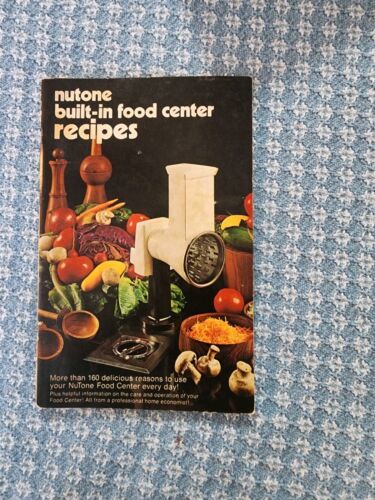 nutone
built-in food center
recipes
More than 160 delicious reasons to use
your NuTone Food Center every day!
Plus helpful information on the care and operation of your
Food Center! All from a professional home economist!